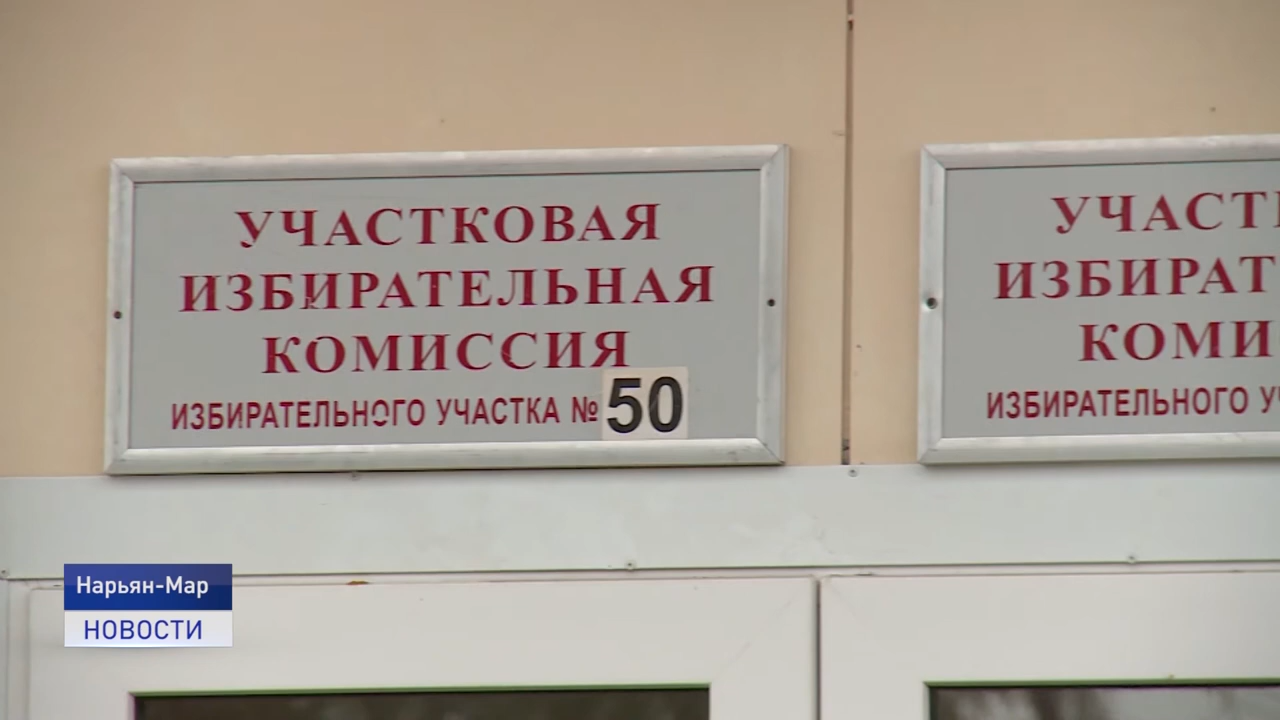 УЧАСТКОВАЯ
ИЗБИРАТЕЛЬНАЯ
КОМИССИЯ
ИЗБИРАТЕЛЬНОГО УЧАСТКА № 50
УЧАСТ
ИЗБИРАТ
КОМИ
ИЗБИРАТЕЛЬНОГО
Нарьян-Мар
НОВОСТИ